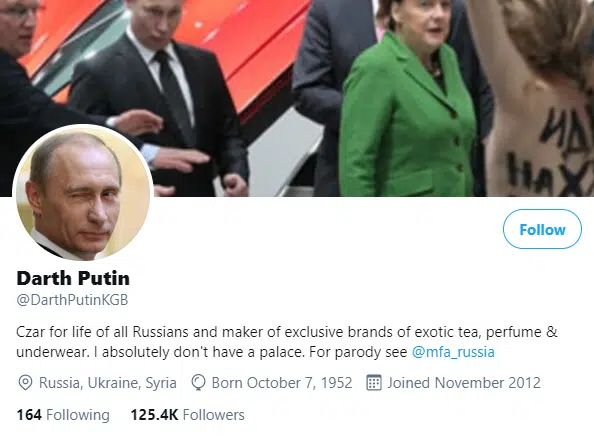 ИД
НАХ
Follow
Darth Putin
@DarthPutinKGB
Czar for life of all Russians and maker of exclusive brands of exotic tea, perfume &
underwear. I absolutely don't have a palace. For parody see @mfa_russia
Russia, Ukraine, Syria Born October 7, 1952 Joined November 2012
164 Following 125.4K Followers